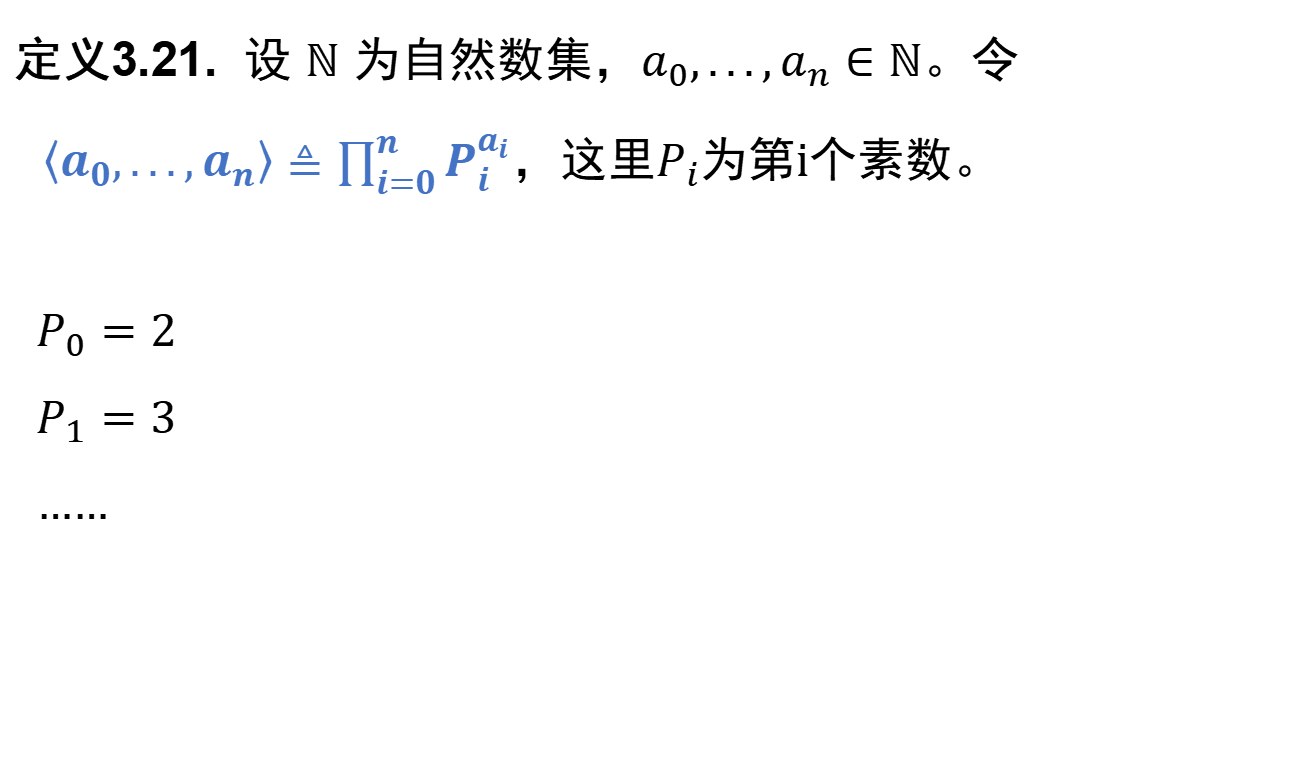 定义3.21. 设 ℕ 为自然数集，a₀,...,aₙ ∈ ℕ。令
⟨a₀,...,aₙ⟩ ≜ ∏ⁿᵢ₌₀ Pᵢ^{aᵢ}，这里Pᵢ为第i个素数。
P₀ = 2
P₁ = 3
……